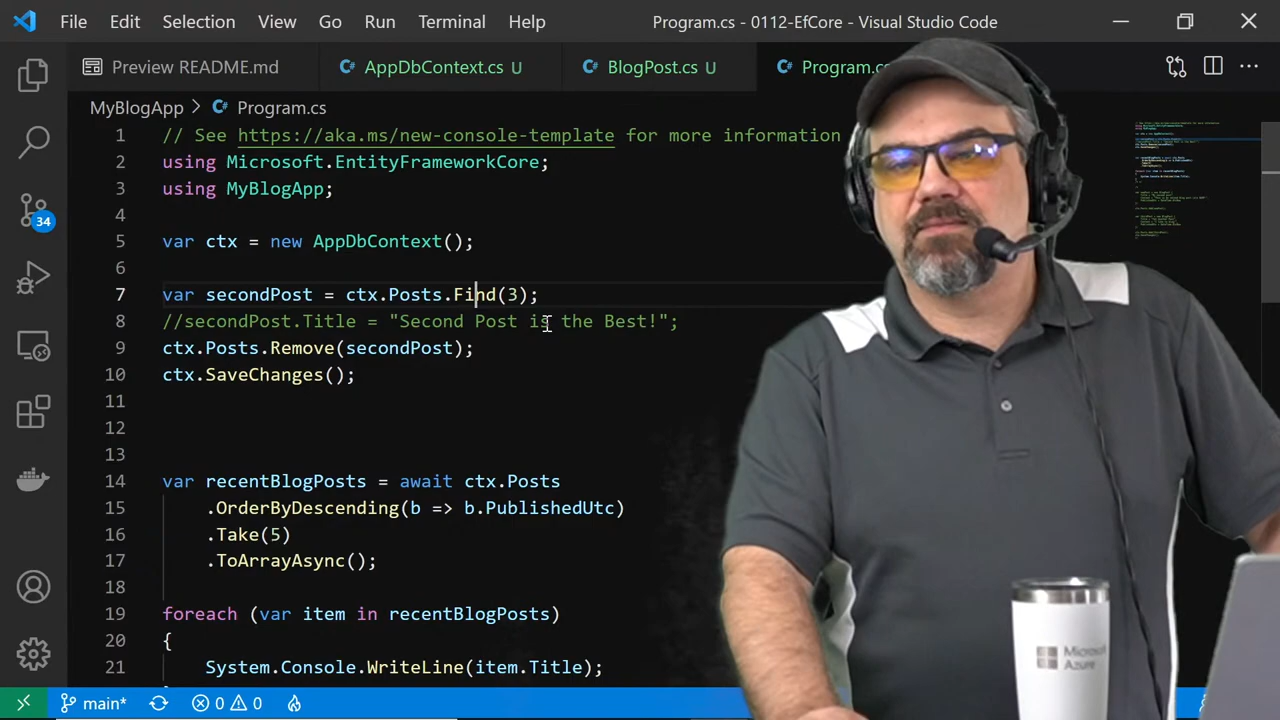 File Edit Selection View Go Run Terminal Help Program.cs - 0112-EfCore - Visual Studio Code
Preview README.md AppDbContext.cs U BlogPost.cs U Program.cs
MyBlogApp > Program.cs
1 // See https://aka.ms/new-console-template for more information
2 using Microsoft.EntityFrameworkCore;
3 using MyBlogApp;
4
5 var ctx = new AppDbContext();
6
7 var secondPost = ctx.Posts.Find(3);
8 //secondPost.Title = "Second Post is the Best!";
9 ctx.Posts.Remove(secondPost);
10 ctx.SaveChanges();
11
12
13
14 var recentBlogPosts = await ctx.Posts
15 .OrderByDescending(b => b.PublishedUtc)
16 .Take(5)
17 .ToArrayAsync();
18
19 foreach (var item in recentBlogPosts)
20 {
21 System.Console.WriteLine(item.Title);
34
main* 0 0
Microsoft
Azure